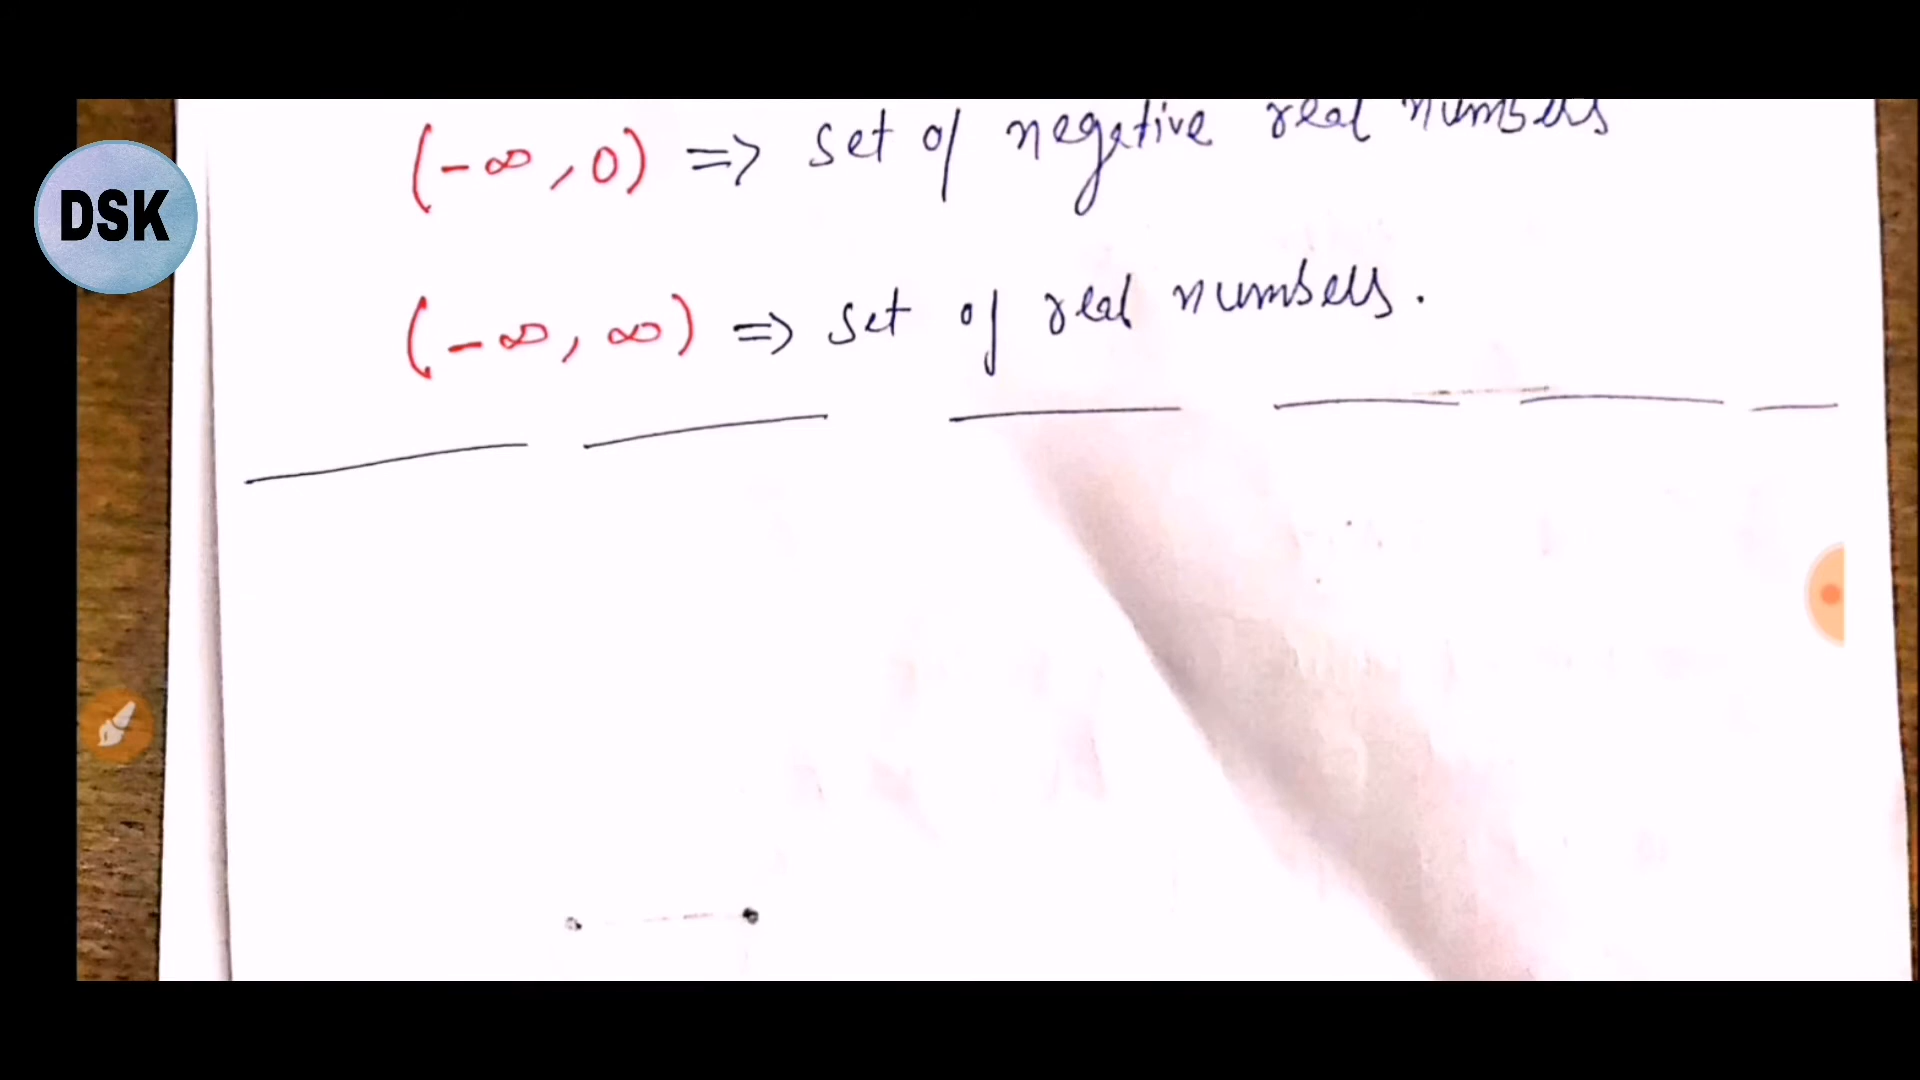 (-∞, 0) => set of negative real numbers
DSK
(-∞, ∞) => set of real numbers.